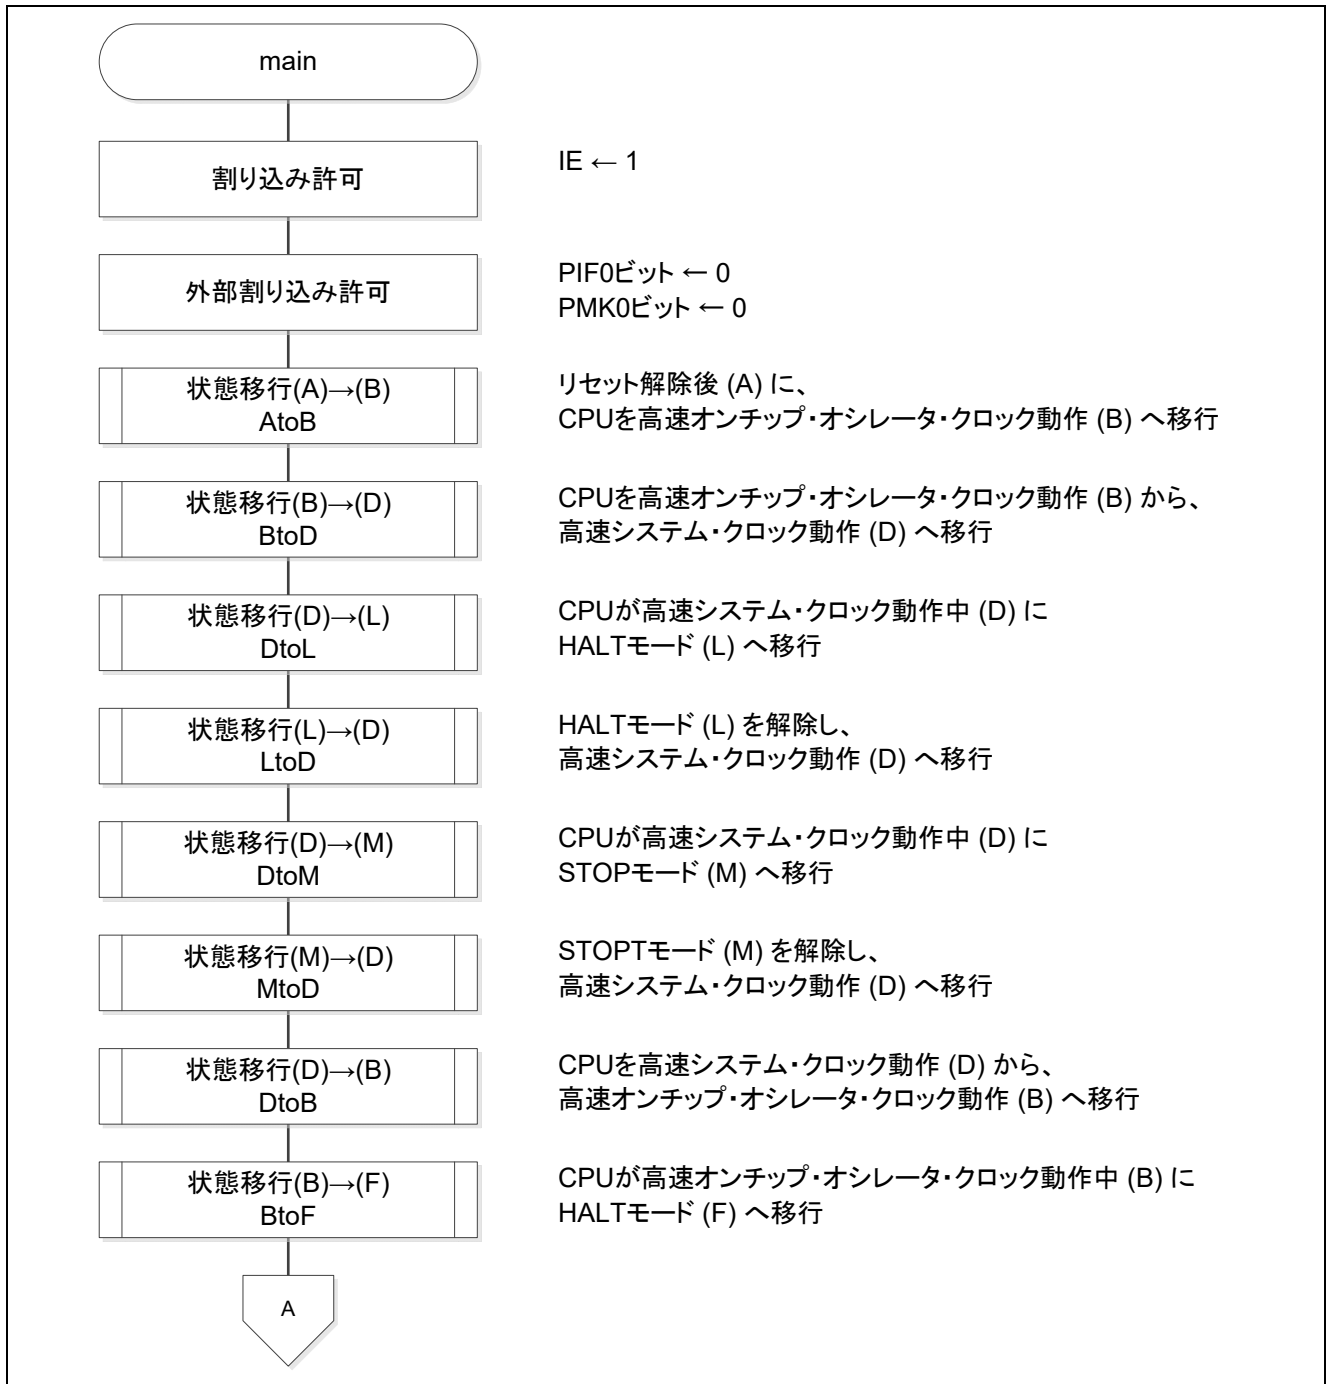 main
割り込み許可
IE ← 1
外部割り込み許可
PIF0ビット ← 0
PMK0ビット ← 0
状態移行(A)→(B)
AtoB
リセット解除後 (A) に、
CPUを高速オンチップ・オシレータ・クロック動作 (B) へ移行
状態移行(B)→(D)
BtoD
CPUを高速オンチップ・オシレータ・クロック動作 (B) から、
高速システム・クロック動作 (D) へ移行
状態移行(D)→(L)
DtoL
CPUが高速システム・クロック動作中 (D) に
HALTモード (L) へ移行
状態移行(L)→(D)
LtoD
HALTモード (L) を解除し、
高速システム・クロック動作 (D) へ移行
状態移行(D)→(M)
DtoM
CPUが高速システム・クロック動作中 (D) に
STOPモード (M) へ移行
状態移行(M)→(D)
MtoD
STOPTモード (M) を解除し、
高速システム・クロック動作 (D) へ移行
状態移行(D)→(B)
DtoB
CPUを高速システム・クロック動作 (D) から、
高速オンチップ・オシレータ・クロック動作 (B) へ移行
状態移行(B)→(F)
BtoF
CPUが高速オンチップ・オシレータ・クロック動作中 (B) に
HALTモード (F) へ移行
A